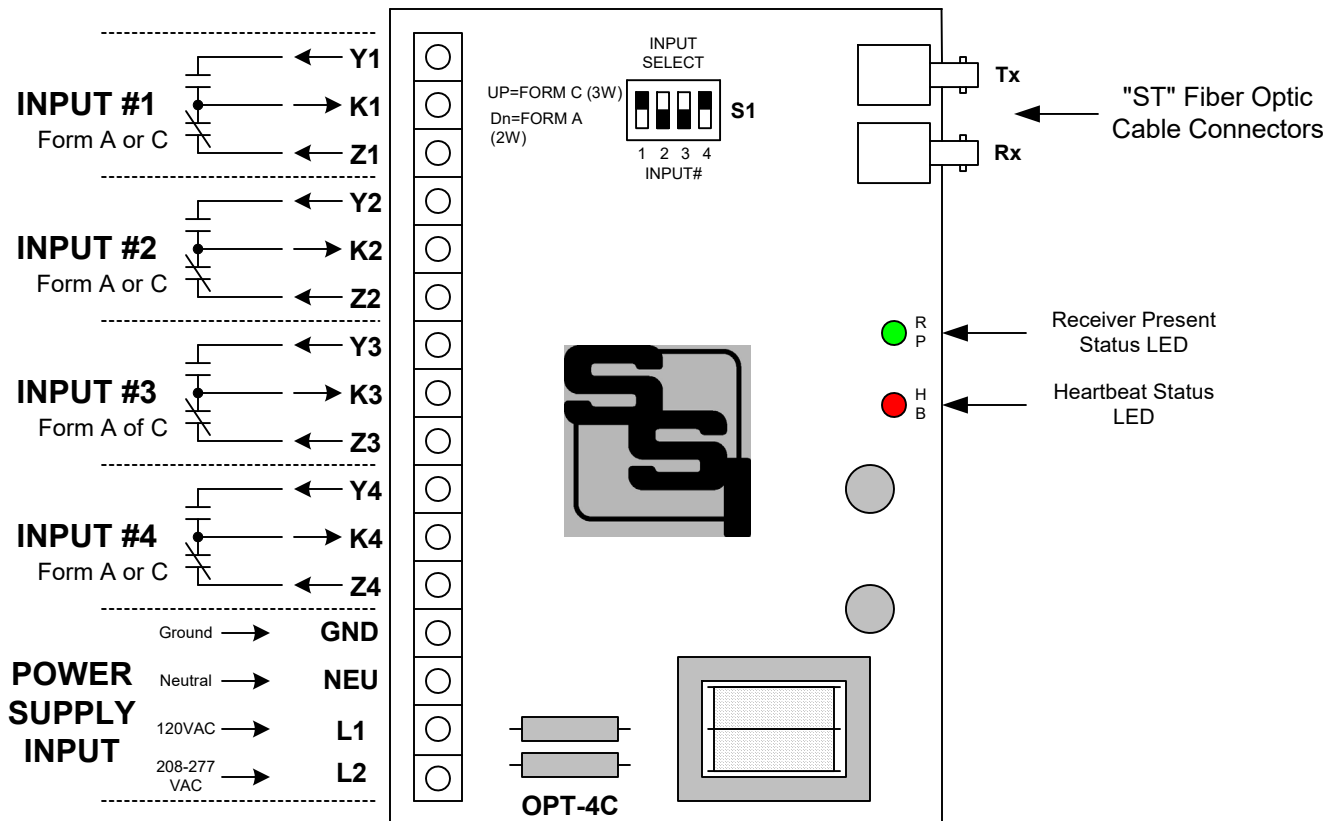 INPUT #1
Form A or C
Y1
K1
Z1
INPUT #2
Form A or C
Y2
K2
Z2
INPUT #3
Form A of C
Y3
K3
Z3
INPUT #4
Form A or C
Y4
K4
Z4
POWER
SUPPLY
INPUT
Ground
GND
Neutral
NEU
120VAC
L1
208-277
VAC
L2
INPUT
SELECT
UP=FORM C (3W)
Dn=FORM A
(2W)
S1
1 2 3 4
INPUT#
SSI
OPT-4C
Tx
Rx
"ST" Fiber Optic
Cable Connectors
R
P
Receiver Present
Status LED
H
B
Heartbeat Status
LED